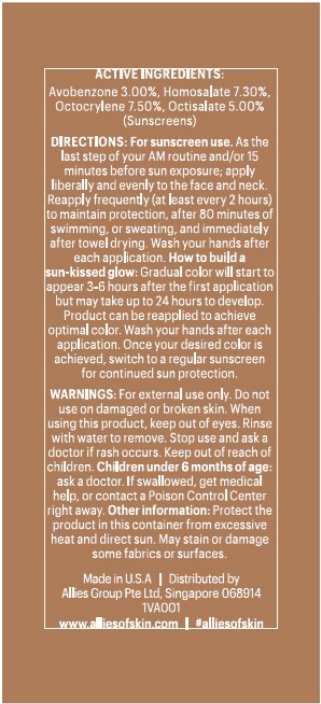 ACTIVE INGREDIENTS:
Avobenzone 3.00%, Homosalate 7.30%,
Octocrylene 7.50%, Octisalate 5.00%
(Sunscreens)
DIRECTIONS: For sunscreen use. As the
last step of your AM routine and/or 15
minutes before sun exposure; apply
liberally and evenly to the face and neck.
Reapply frequently (at least every 2 hours)
to maintain protection, after 80 minutes of
swimming, or sweating, and immediately
after towel drying. Wash your hands after
each application. How to build a
sun-kissed glow: Gradual color will start to
appear 3-6 hours after the first application
but may take up to 24 hours to develop.
Product can be reapplied to achieve
optimal color. Wash your hands after each
application. Once your desired color is
achieved, switch to a regular sunscreen
for continued sun protection.
WARNINGS: For external use only. Do not
use on damaged or broken skin. When
using this product, keep out of eyes. Rinse
with water to remove. Stop use and ask a
doctor if rash occurs. Keep out of reach of
children. Children under 6 months of age:
ask a doctor. If swallowed, get medical
help, or contact a Poison Control Center
right away. Other information: Protect the
product in this container from excessive
heat and direct sun. May stain or damage
some fabrics or surfaces.
Made in U.S.A | Distributed by
Allies Group Pte Ltd, Singapore 068914
1VA001
www.alliesofskin.com | #alliesofskin